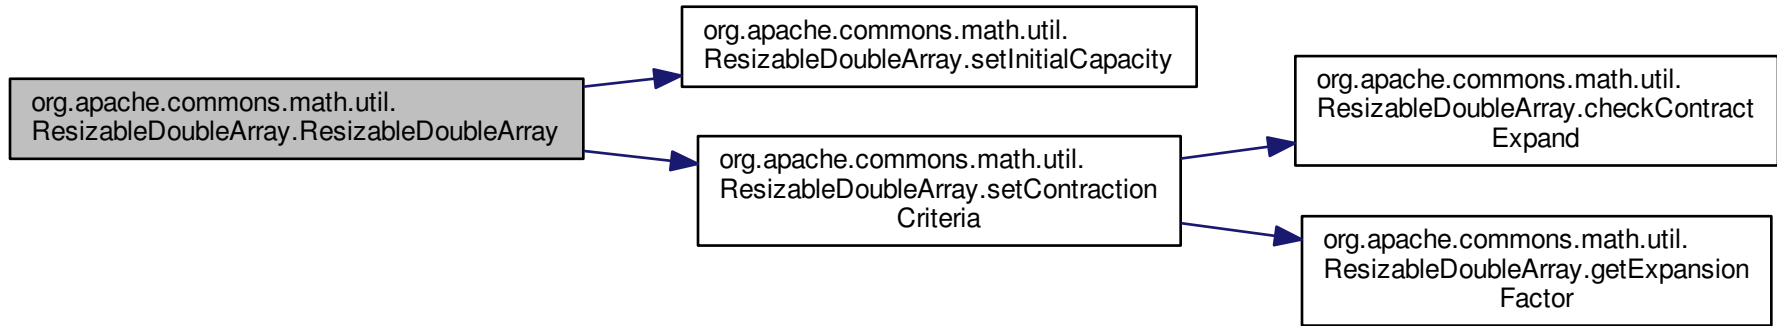 org.apache.commons.math.util.
ResizableDoubleArray.ResizableDoubleArray
org.apache.commons.math.util.
ResizableDoubleArray.setInitialCapacity
org.apache.commons.math.util.
ResizableDoubleArray.setContraction
Criteria
org.apache.commons.math.util.
ResizableDoubleArray.checkContract
Expand
org.apache.commons.math.util.
ResizableDoubleArray.getExpansion
Factor